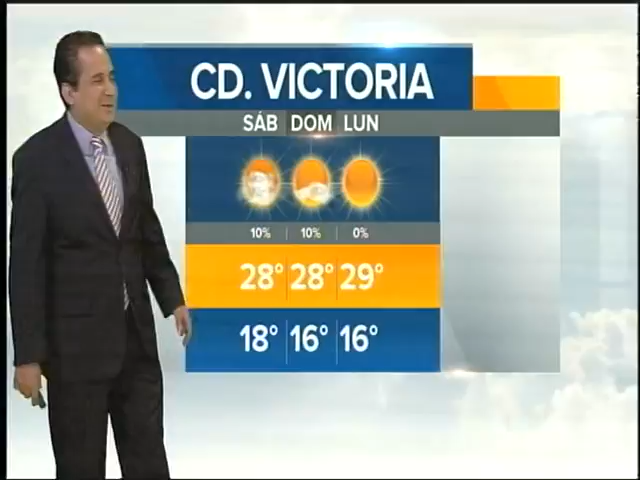 CD. VICTORIA
SÁB DOM LUN
10% 10% 0%
28° 28° 29°
18° 16° 16°